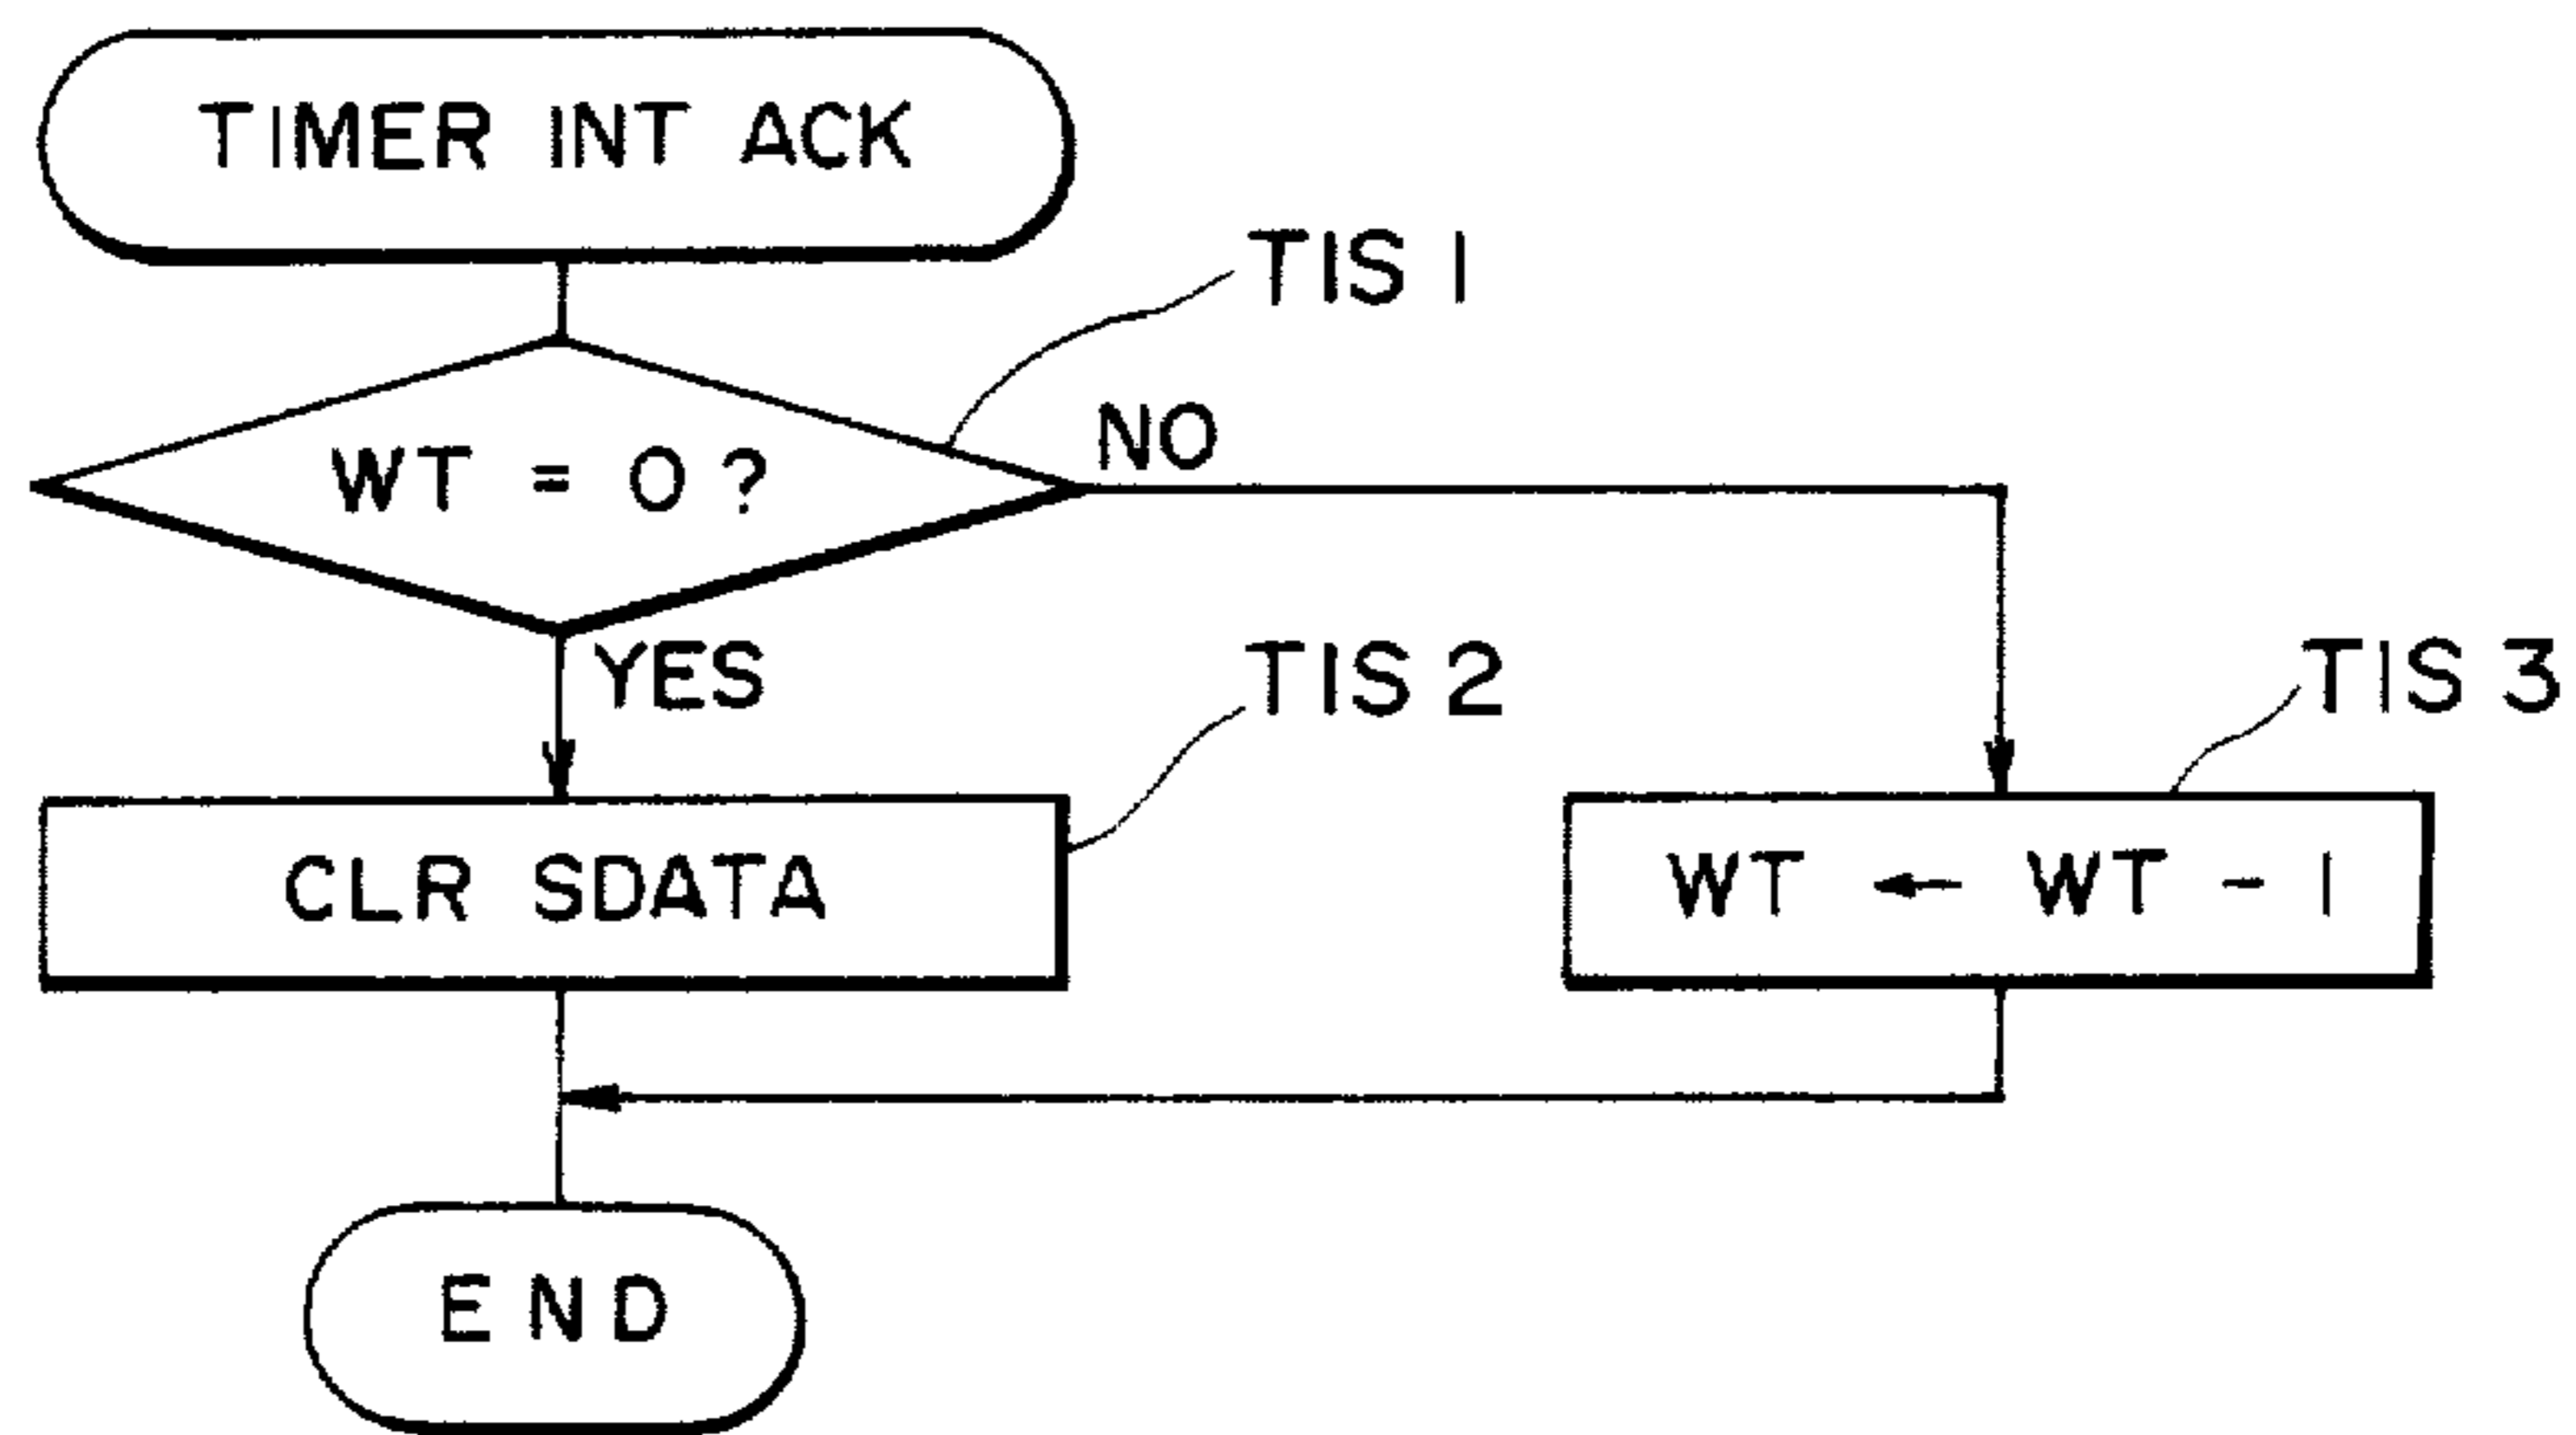 TIMER INT ACK
TIS 1
WT = 0 ?
NO
YES
TIS 2
TIS 3
CLR SDATA
WT ← WT - 1
END